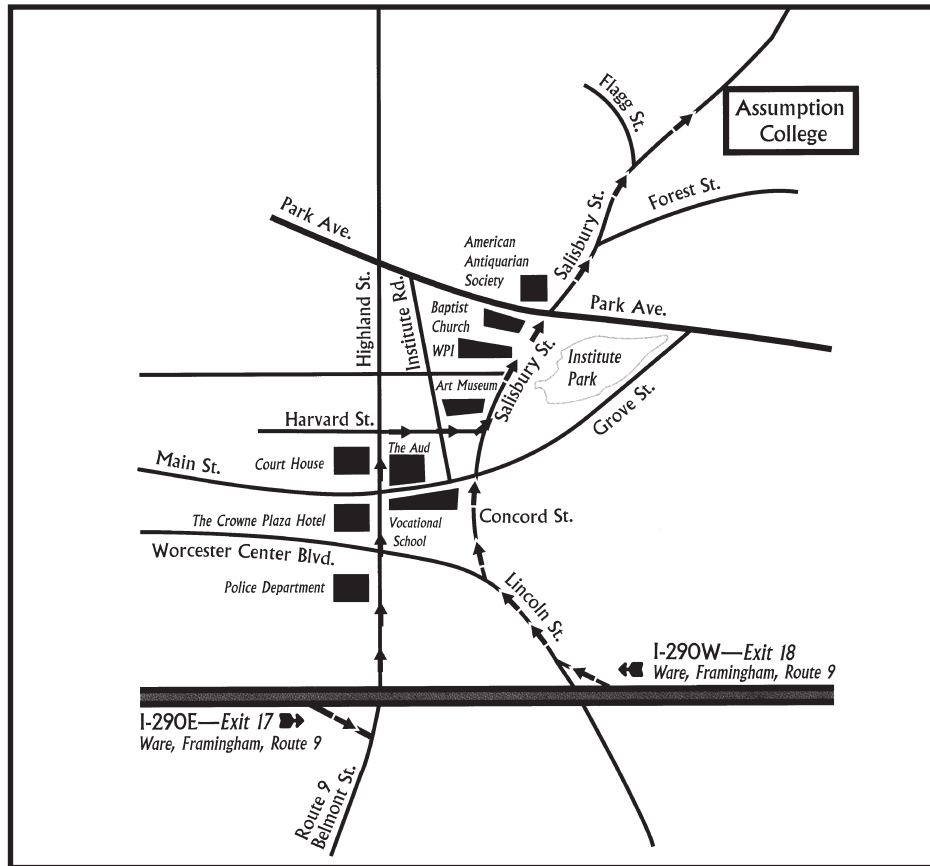 Flagg St.
Assumption
College
Forest St.
Salisbury St.
Park Ave.
American
Antiquarian
Society
Park Ave.
Highland St.
Institute Rd.
Baptist
Church
WPI
Salisbury St.
Institute
Park
Art Museum
Grove St.
Harvard St.
The Aud
Court House
Main St.
The Crowne Plaza Hotel
Vocational
School
Concord St.
Worcester Center Blvd.
Police Department
Lincoln St.
I-290W—Exit 18
Ware, Framingham, Route 9
I-290E—Exit 17
Ware, Framingham, Route 9
Route 9
Belmont St.